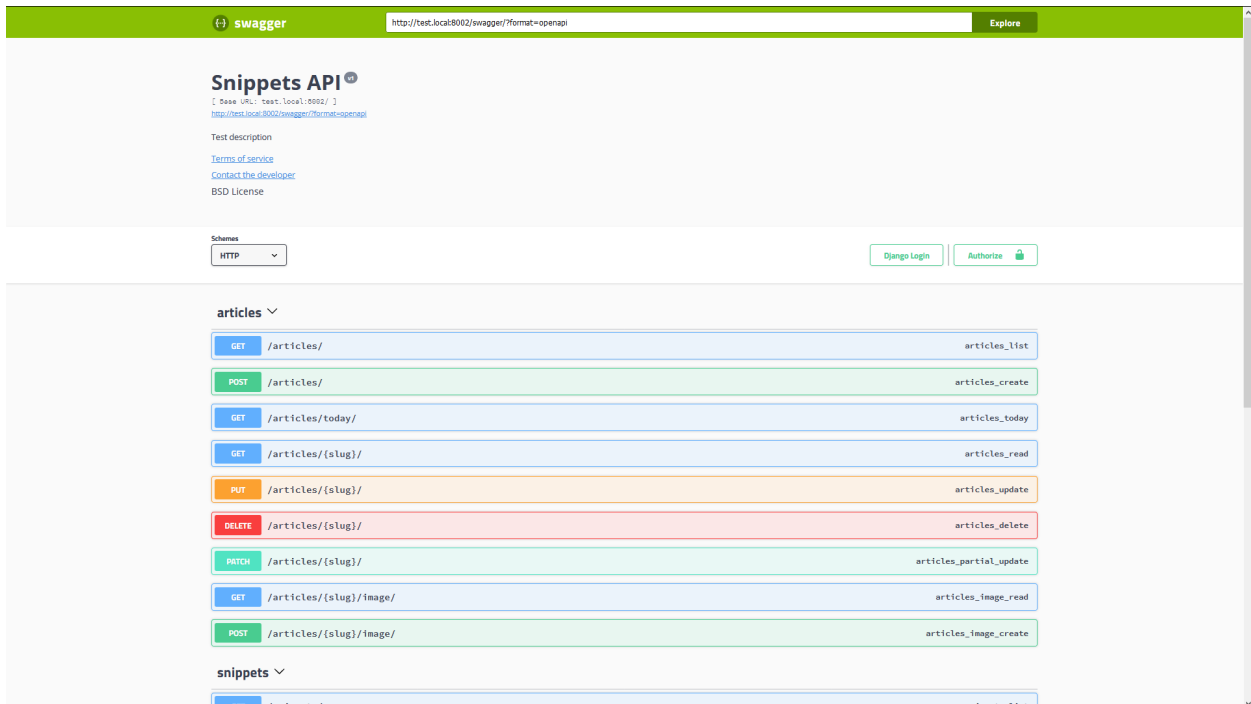 swagger http://test.local:8002/swagger/?format=openapi Explore
Snippets API v1
[ Base URL: test.local:8002/ ]
http://test.local:8002/swagger/?format=openapi
Test description
Terms of service
Contact the developer
BSD License
Schemes
HTTP Django Login Authorize
articles
GET /articles/ articles_list
POST /articles/ articles_create
GET /articles/today/ articles_today
GET /articles/{slug}/ articles_read
PUT /articles/{slug}/ articles_update
DELETE /articles/{slug}/ articles_delete
PATCH /articles/{slug}/ articles_partial_update
GET /articles/{slug}/image/ articles_image_read
POST /articles/{slug}/image/ articles_image_create
snippets